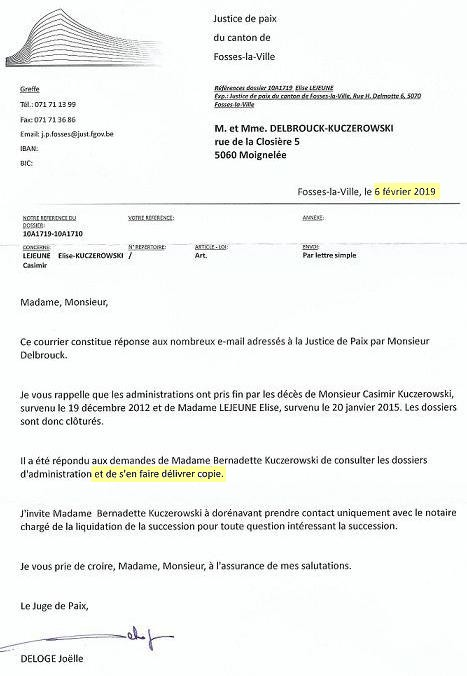 Justice de paix
du canton de
Fosses-la-Ville
Greffe
Tél.: 071 71 13 99
Fax: 071 71 36 86
Email: j.p.fosses@just.fgov.be
IBAN:
BIC:
Références dossier 10A1719 Elise LEJEUNE
Exp.: Justice de paix du canton de Fosses-la-Ville, Rue H. Delmotte 6, 5070
Fosses-la-Ville
M. et Mme. DELBROUCK-KUCZEROWSKI
rue de la Closière 5
5060 Moignelée
Fosses-la-Ville, le 6 février 2019
NOTRE REFERENCE DU DOSSIER:
10A1719-10A1710
VOTRE REFERENCE:
ANNEXE:
CONCERNE:
LEJEUNE Elise-KUCZEROWSKI
Casimir
N° REPERTOIRE:
/
ARTICLE - LOI:
Art.
ENVOI:
Par lettre simple
Madame, Monsieur,
Ce courrier constitue réponse aux nombreux e-mail adressés à la Justice de Paix par Monsieur
Delbrouck.
Je vous rappelle que les administrations ont pris fin par les décès de Monsieur Casimir Kuczerowski,
survenu le 19 décembre 2012 et de Madame LEJEUNE Elise, survenu le 20 janvier 2015. Les dossiers
sont donc clôturés.
Il a été répondu aux demandes de Madame Bernadette Kuczerowski de consulter les dossiers
d'administration et de s'en faire délivrer copie.
J'invite Madame Bernadette Kuczerowski à dorénavant prendre contact uniquement avec le notaire
chargé de la liquidation de la succession pour toute question intéressant la succession.
Je vous prie de croire, Madame, Monsieur, à l'assurance de mes salutations.
Le Juge de Paix,
DELOGE Joëlle